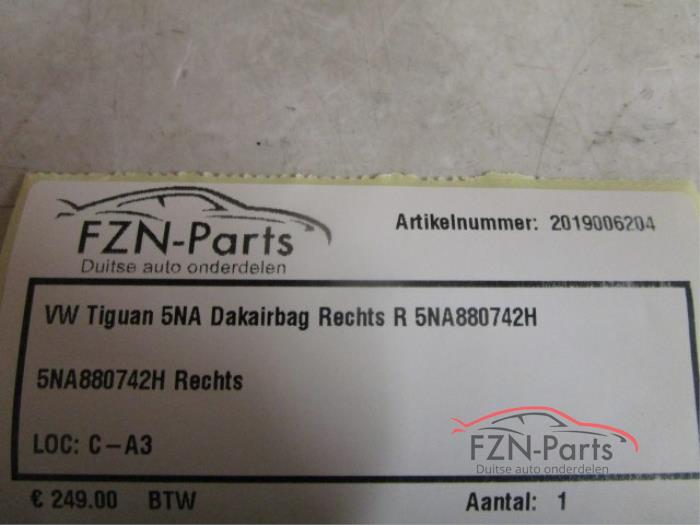 FZN-Parts
Duitse auto onderdelen
Artikelnummer: 2019006204
VW Tiguan 5NA Dakairbag Rechts R 5NA880742H
5NA880742H Rechts
LOC: C-A3
FZN-Parts
Duitse auto onderdelen
€ 249.00 BTW
Aantal: 1